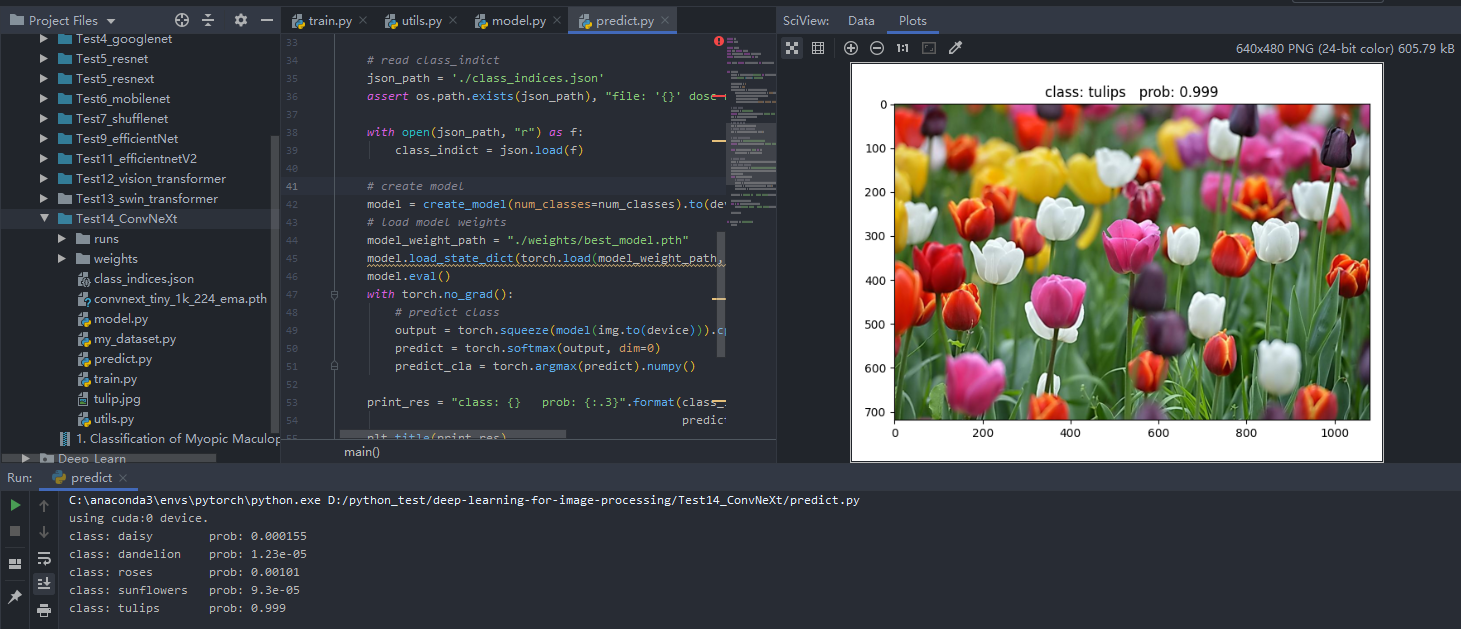 Project Files
Test4_googlenet
Test5_resnet
Test5_resnext
Test6_mobilenet
Test7_shufflenet
Test9_efficientNet
Test11_efficientnetV2
Test12_vision_transformer
Test13_swin_transformer
Test14_ConvNeXt
runs
weights
class_indices.json
convnext_tiny_1k_224_ema.pth
model.py
my_dataset.py
predict.py
train.py
tulip.jpg
utils.py
1. Classification of Myopic Maculop
Deep_Learn
train.py utils.py model.py predict.py
33
34 # read class_indict
35 json_path = './class_indices.json'
36 assert os.path.exists(json_path), "file: '{}' dose
37
38 with open(json_path, "r") as f:
39 class_indict = json.load(f)
40
41 # create model
42 model = create_model(num_classes=num_classes).to(dev
43 # load model weights
44 model_weight_path = "./weights/best_model.pth"
45 model.load_state_dict(torch.load(model_weight_path,
46 model.eval()
47 with torch.no_grad():
48 # predict class
49 output = torch.squeeze(model(img.to(device))).c
50 predict = torch.softmax(output, dim=0)
51 predict_cla = torch.argmax(predict).numpy()
52
53 print_res = "class: {} prob: {:.3}".format(class_
54 predic
55 plt.title(print_res)
main()
SciView: Data Plots
1:1 640x480 PNG (24-bit color) 605.79 kB
class: tulips prob: 0.999
0
100
200
300
400
500
600
700
0 200 400 600 800 1000
Run: predict
C:\anaconda3\envs\pytorch\python.exe D:/python_test/deep-learning-for-image-processing/Test14_ConvNeXt/predict.py
using cuda:0 device.
class: daisy prob: 0.000155
class: dandelion prob: 1.23e-05
class: roses prob: 0.00101
class: sunflowers prob: 9.3e-05
class: tulips prob: 0.999